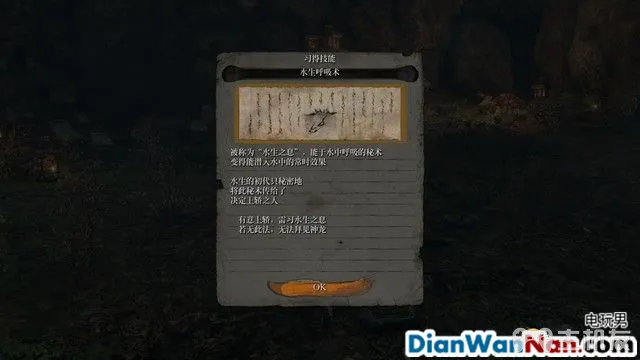 习得技能
水生呼吸术
被称为“水生之息”，能于水中呼吸的秘术
变得能潜入水中的常时效果
水生的初代只秘密地
将此秘术传给了
决定上轿之人
有意上轿，需习水生之息
若无此法，无法拜见神龙
OK
电玩男
DianWanNan.com